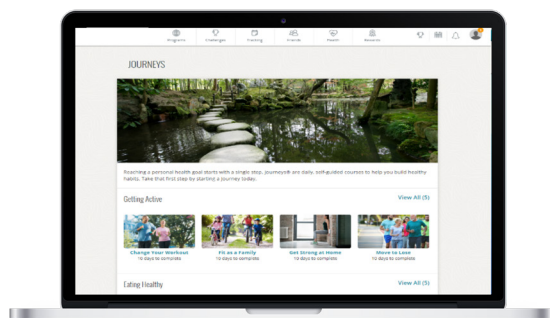 Programs Challenges Tracking Friends Health Rewards
JOURNEYS
Reaching a personal health goal starts with a single step. Journeys® are daily, self-guided courses to help you build healthy
habits. Take that first step by starting a journey today.
Getting Active View All (5)
Change Your Workout Fit as a Family Get Strong at Home Move to Lose
10 days to complete 10 days to complete 10 days to complete 10 days to complete
Eating Healthy View All (5)